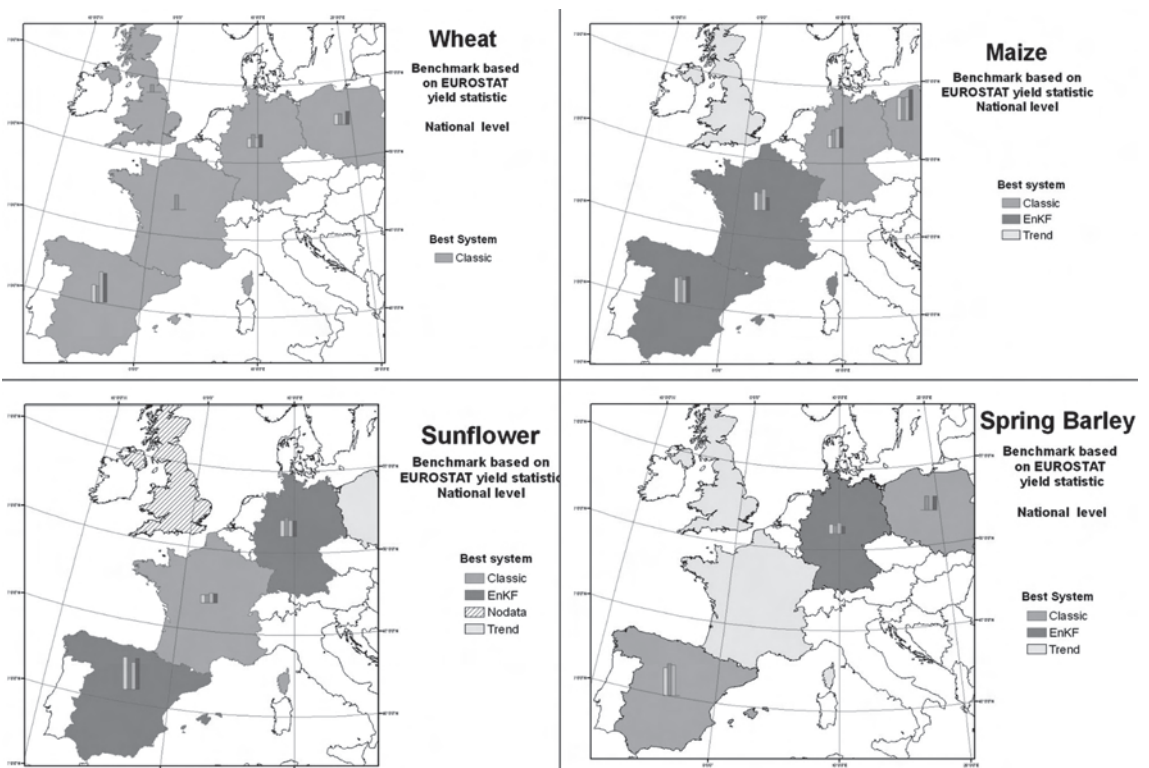 Wheat
Benchmark based
on EUROSTAT
yield statistic
National level
Best System
Classic
Maize
Benchmark based on
EUROSTAT yield statistic
National level
Best system
Classic
EnKF
Trend
Sunflower
Benchmark based on
EUROSTAT yield statistic
National level
Best system
Classic
EnKF
Nodata
Trend
Spring Barley
Benchmark based
on EUROSTAT
yield statistic
National level
Best System
Classic
EnKF
Trend